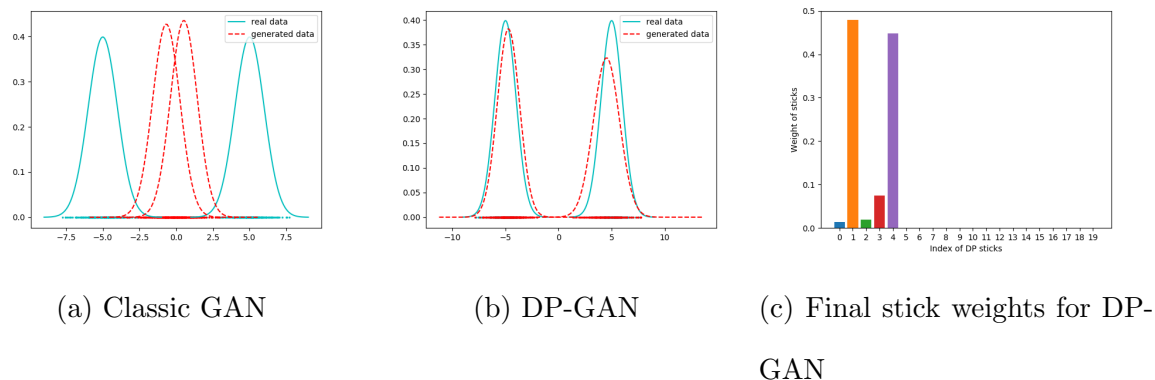 real data
generated data
0.4
0.3
0.2
0.1
0.0
−7.5 −5.0 −2.5 0.0 2.5 5.0 7.5
real data
generated data
0.40
0.35
0.30
0.25
0.20
0.15
0.10
0.05
0.00
−10 −5 0 5 10
0.5
0.4
0.3
0.2
0.1
0.0
Weight of sticks
0 1 2 3 4 5 6 7 8 9 10 11 12 13 14 15 16 17 18 19
Index of DP sticks
(a) Classic GAN
(b) DP-GAN
(c) Final stick weights for DP-
GAN